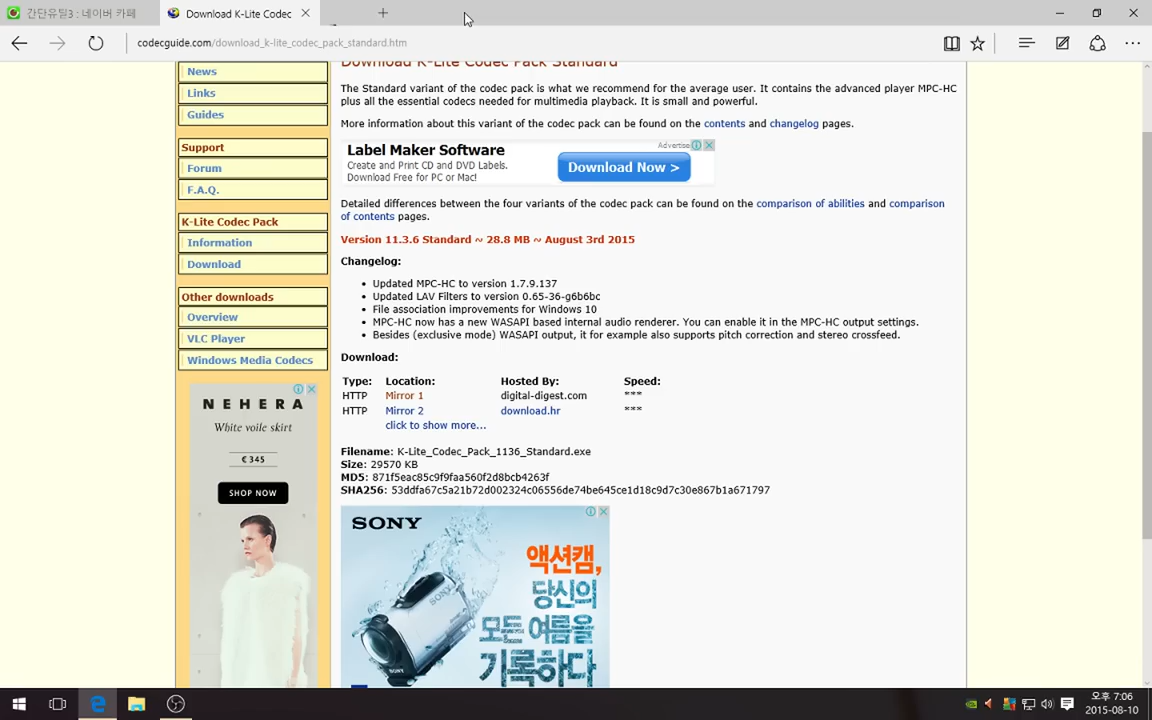 간단유틸3 : 네이버 카페
Download K-Lite Codec
codecguide.com/download_k-lite_codec_pack_standard.htm
News
Links
Guides
Support
Forum
F.A.Q.
K-Lite Codec Pack
Information
Download
Other downloads
Overview
VLC Player
Windows Media Codecs
NEHERA
White voile skirt
€ 345
SHOP NOW
Download K-Lite Codec Pack Standard
The Standard variant of the codec pack is what we recommend for the average user. It contains the advanced player MPC-HC
plus all the essential codecs needed for multimedia playback. It is small and powerful.
More information about this variant of the codec pack can be found on the contents and changelog pages.
Label Maker Software
Create and Print CD and DVD Labels.
Download Free for PC or Mac!
Download Now >
Advertise
Detailed differences between the four variants of the codec pack can be found on the comparison of abilities and comparison
of contents pages.
Version 11.3.6 Standard ~ 28.8 MB ~ August 3rd 2015
Changelog:
• Updated MPC-HC to version 1.7.9.137
• Updated LAV Filters to version 0.65-36-g6b6bc
• File association improvements for Windows 10
• MPC-HC now has a new WASAPI based internal audio renderer. You can enable it in the MPC-HC output settings.
• Besides (exclusive mode) WASAPI output, it for example also supports pitch correction and stereo crossfeed.
Download:
Type: Location: Hosted By: Speed:
HTTP Mirror 1 digital-digest.com ***
HTTP Mirror 2 download.hr ***
click to show more...
Filename: K-Lite_Codec_Pack_1136_Standard.exe
Size: 29570 KB
MD5: 871f5eac85c9f9faa560f2d8bcb4263f
SHA256: 53ddfa67c5a21b72d002324c06556de74be645ce1d18c9d7c30e867b1a671797
SONY
액션캠,
당신의
모든 여름을
기록하다
SONY
오후 7:06
2015-08-10